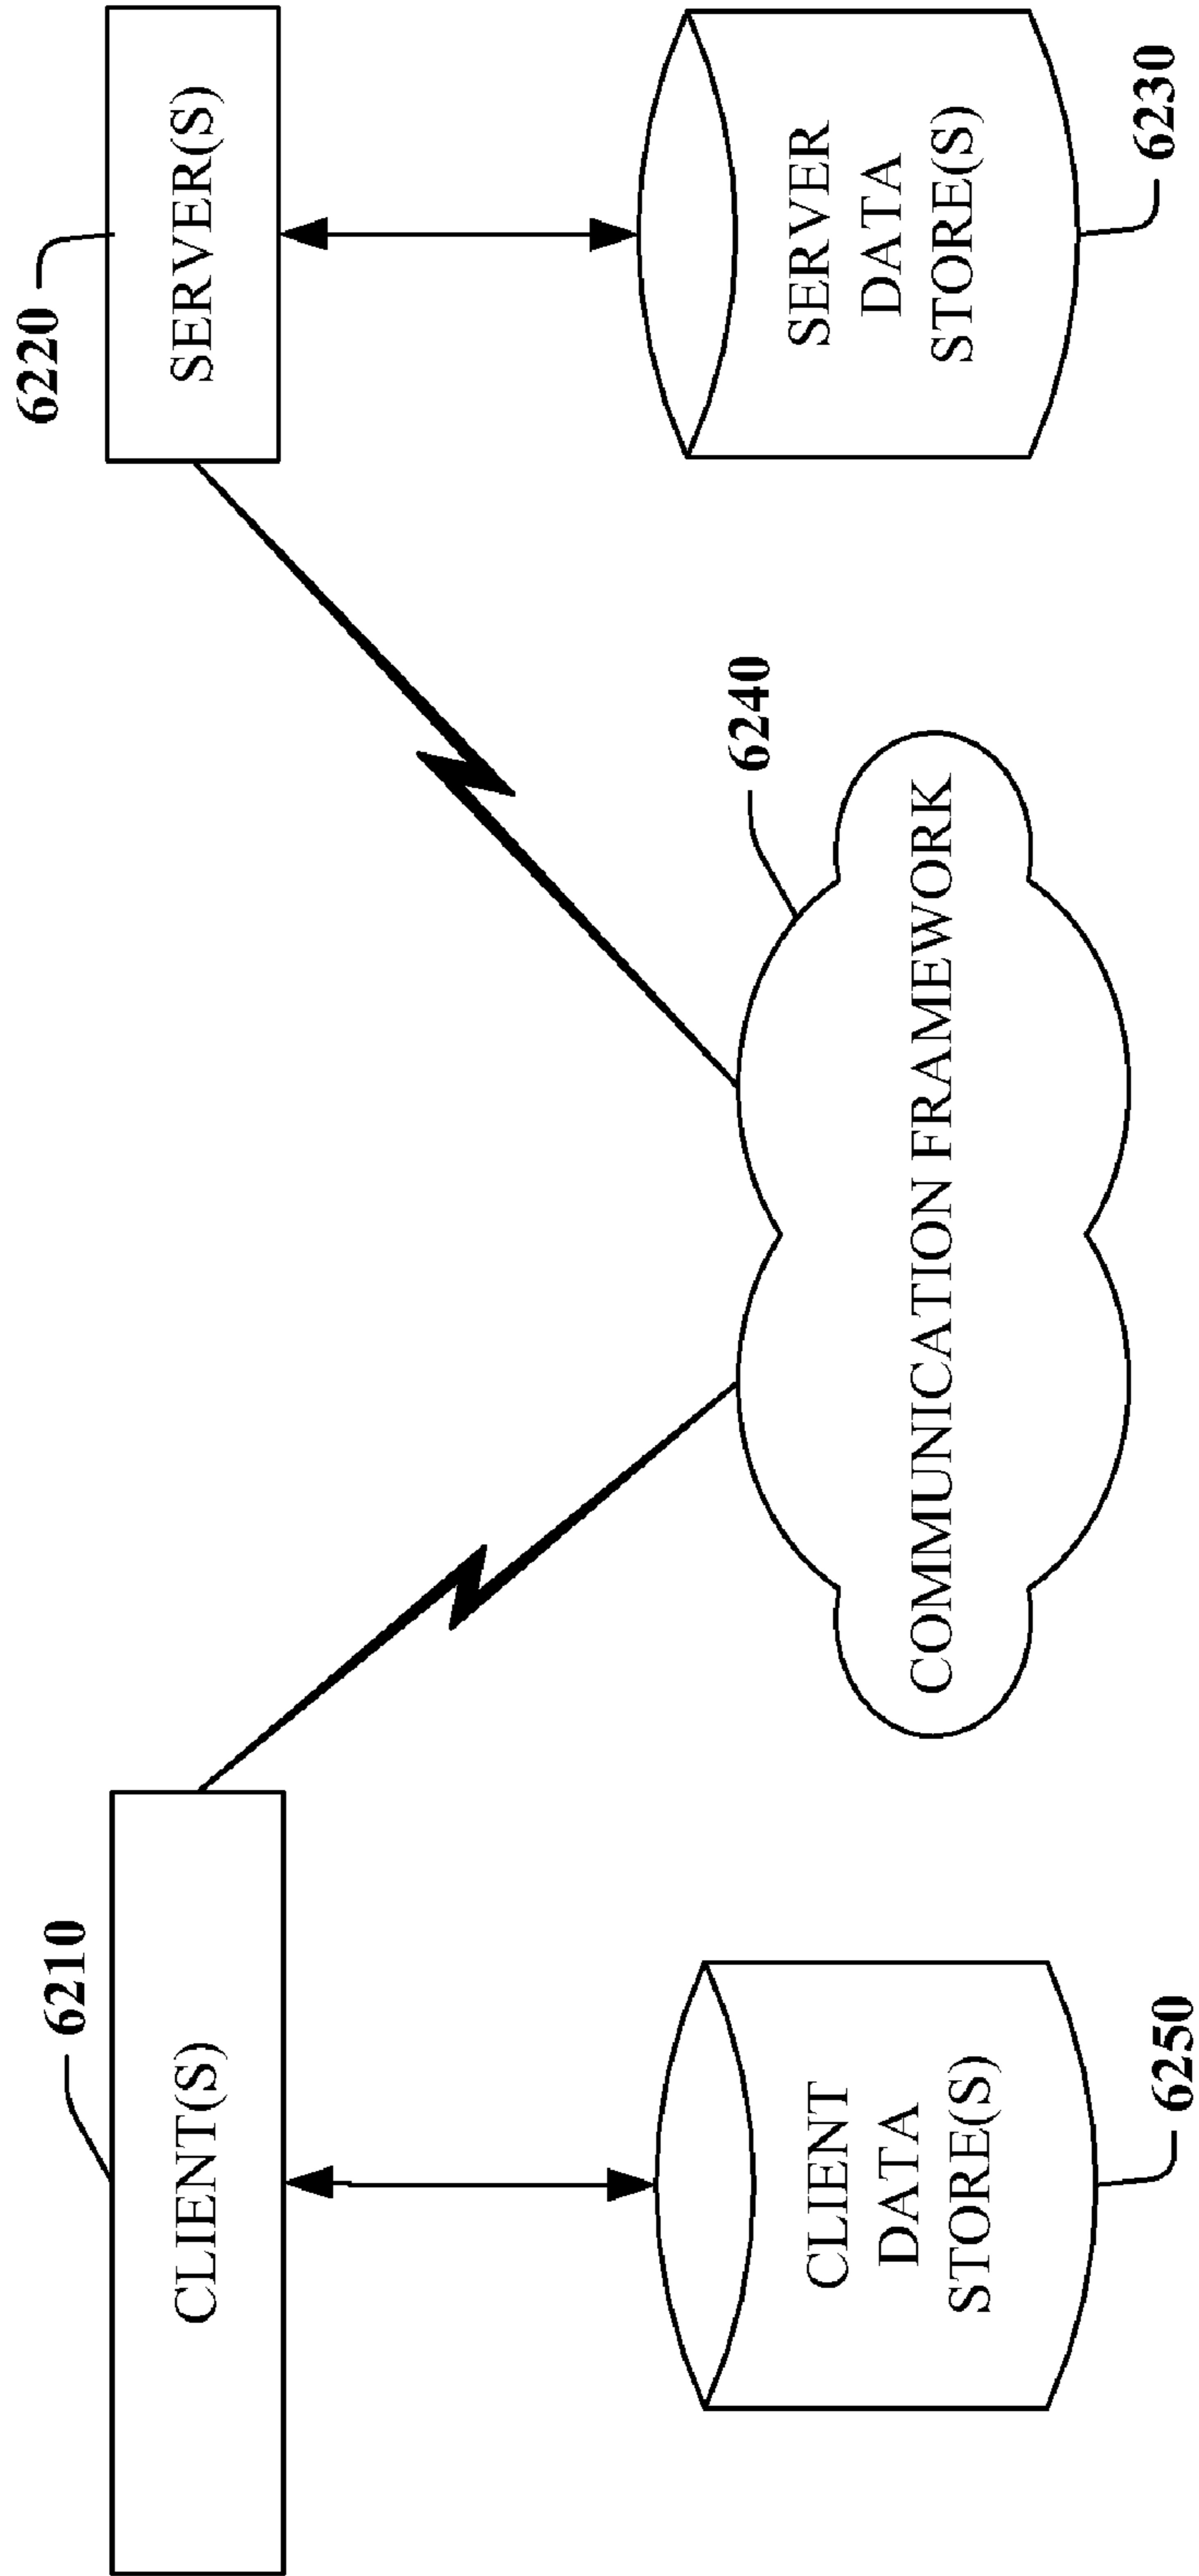 6210
6220
CLIENT(S)
SERVER(S)
6240
CLIENT
DATA
STORE(S)
COMMUNICATION FRAMEWORK
SERVER
DATA
STORE(S)
6250
6230